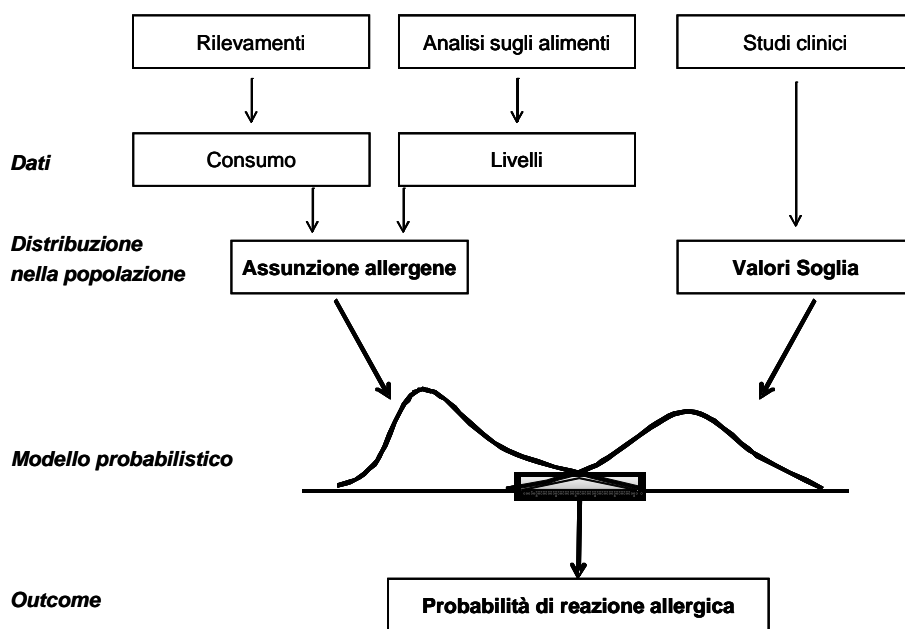 Rilevamenti
Analisi sugli alimenti
Studi clinici
Dati
Consumo
Livelli
Distribuzione
nella popolazione
Assunzione allergene
Valori Soglia
Modello probabilistico
Outcome
Probabilità di reazione allergica